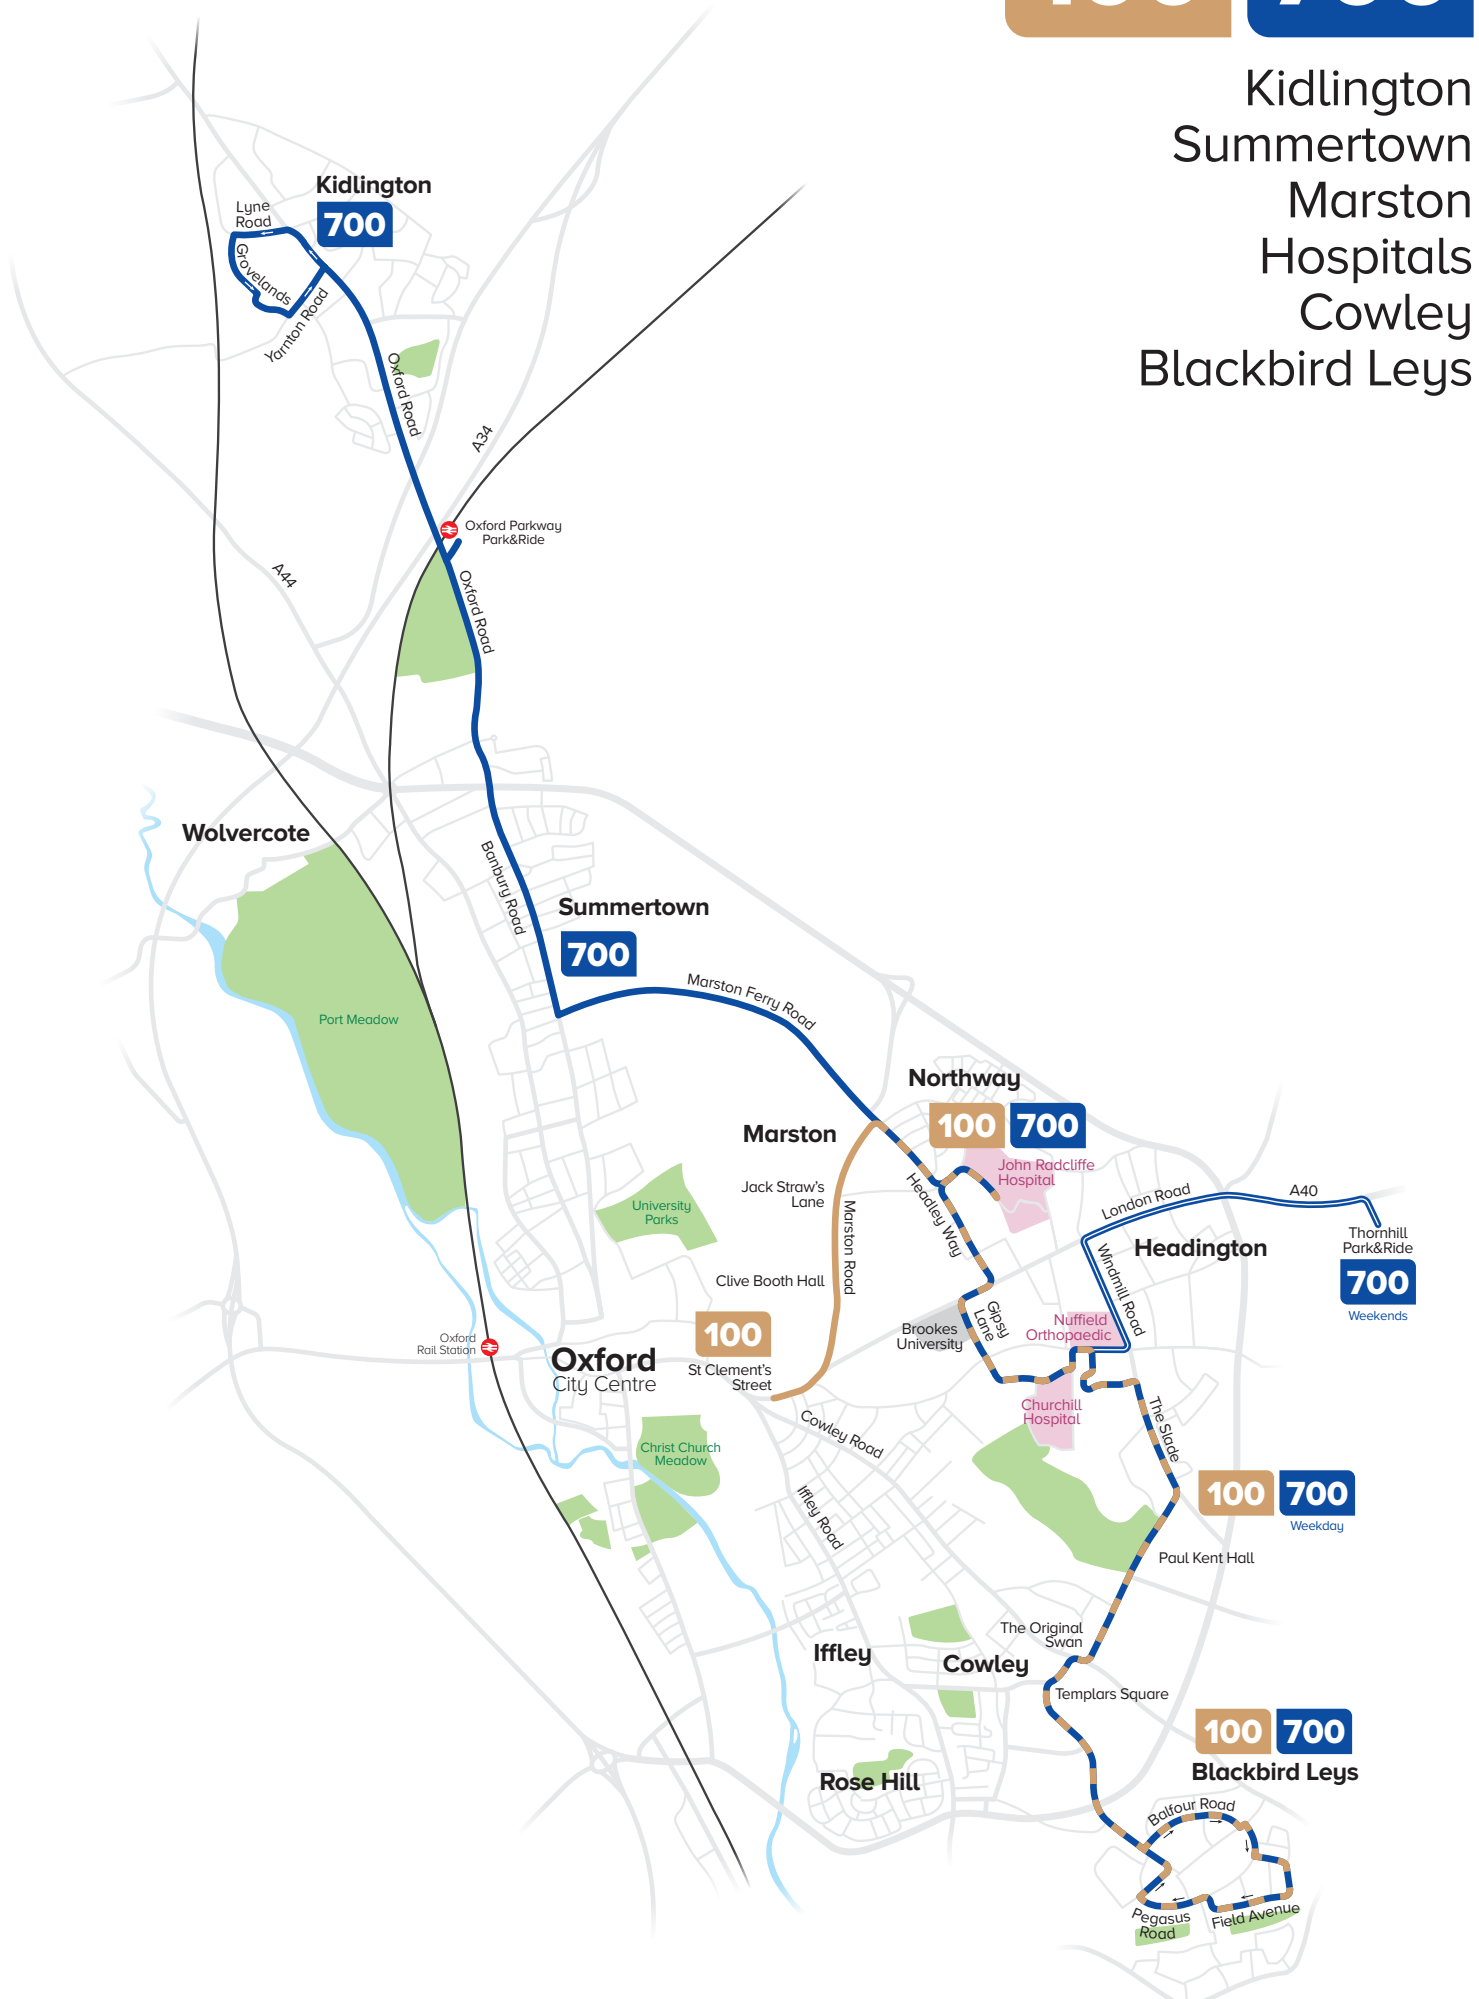 100 700
Kidlington
Summertown
Marston
Hospitals
Cowley
Blackbird Leys
Kidlington
700
Lyne
Road
Grovelands
Yarnton Road
Oxford Road
A34
Oxford Parkway
Park&Ride
Oxford Road
A44
Wolvercote
Banbury Road
Summertown
700
Marston Ferry Road
Port Meadow
Northway
100 700
Marston
John Radcliffe
Hospital
Jack Straw's
Lane
University
Parks
Marston Road
Headley Way
London Road
A40
Thornhill
Park&Ride
700
Weekends
Headington
Windmill Road
Clive Booth Hall
Gipsy
Lane
Brookes
University
Nuffield
Orthopaedic
100
St Clement's
Street
Oxford
Rail Station
Oxford
City Centre
Churchill
Hospital
The Slade
Cowley Road
Christ Church
Meadow
Iffley Road
100 700
Weekday
Paul Kent Hall
The Original
Swan
Iffley
Cowley
Templars Square
100 700
Blackbird Leys
Rose Hill
Balfour Road
Pegasus
Road
Field Avenue